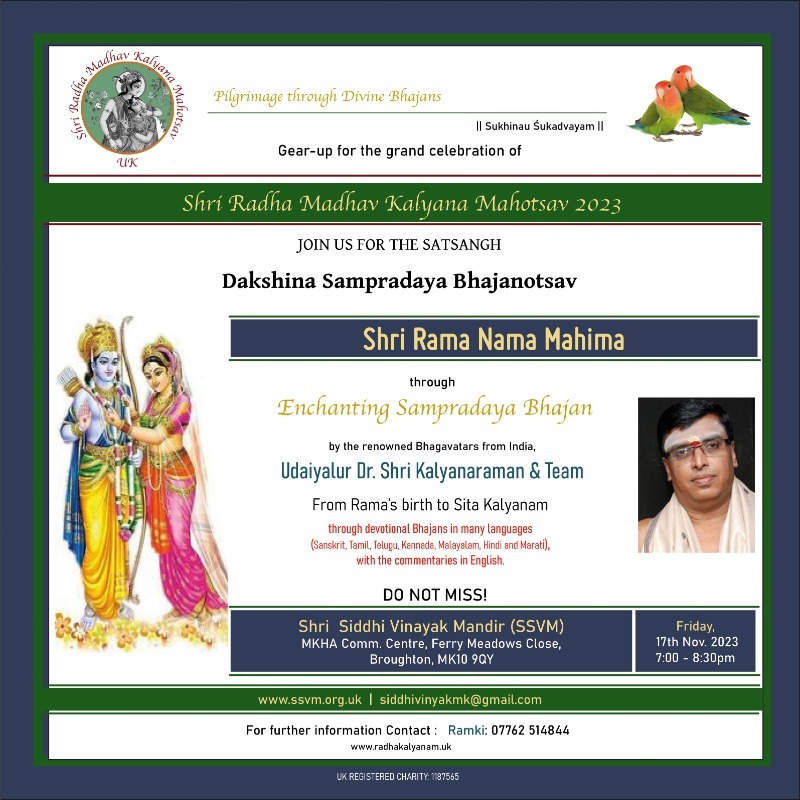 Shri Radha Madhav Kalyana Mahotsav
UK
Pilgrimage through Divine Bhajans
|| Sukhinau Śukadvayam ||
Gear-up for the grand celebration of
Shri Radha Madhav Kalyana Mahotsav 2023
JOIN US FOR THE SATSANGH
Dakshina Sampradaya Bhajanotsav
Shri Rama Nama Mahima
through
Enchanting Sampradaya Bhajan
by the renowned Bhagavatars from India,
Udaiyalur Dr. Shri Kalyanaraman & Team
From Rama's birth to Sita Kalyanam
through devotional Bhajans in many languages
(Sanskrit, Tamil, Telugu, Kannada, Malayalam, Hindi and Marati),
with the commentaries in English.
DO NOT MISS!
Shri Siddhi Vinayak Mandir (SSVM)
MKHA Comm. Centre, Ferry Meadows Close,
Broughton, MK10 9QY
Friday,
17th Nov. 2023
7:00 - 8:30pm
www.ssvm.org.uk | siddhivinyakmk@gmail.com
For further information Contact : Ramki: 07762 514844
www.radhakalyanam.uk
UK REGISTERED CHARITY: 1187565